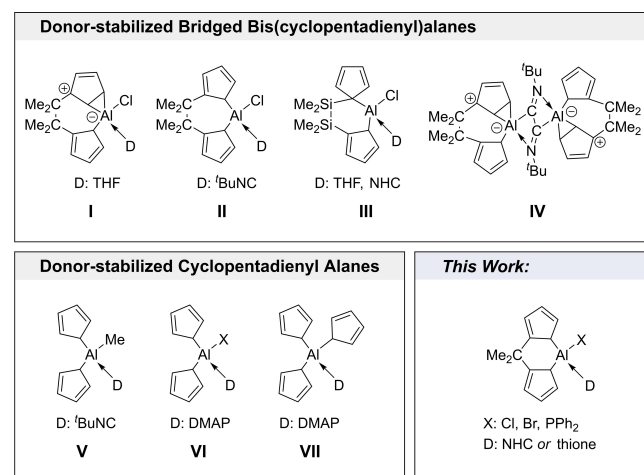 Donor-stabilized Bridged Bis(cyclopentadienyl)alanes
⊕
Me2C
Me2C
⊖
Al
Cl
D
D: THF
I
Me2C
Me2C
Al
Cl
D
D: tBuNC
II
Me2Si
Me2Si
Al
Cl
D
D: THF, NHC
III
tBu
N
⊕
Me2C
Me2C
⊖
Al
C
C
Al
⊖
CMe2
CMe2
⊕
N
tBu
IV
Donor-stabilized Cyclopentadienyl Alanes
Al
Me
D
D: tBuNC
V
Al
X
D
D: DMAP
VI
Al
D
D: DMAP
VII
This Work:
Me2C
Al
X
D
X: Cl, Br, PPh2
D: NHC or thione